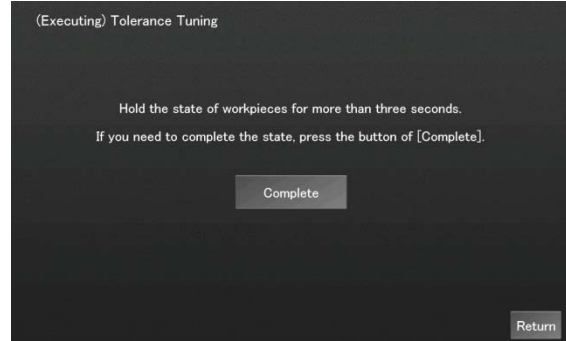 (Executing) Tolerance Tuning
Hold the state of workpieces for more than three seconds.
If you need to complete the state, press the button of [Complete].
Complete
Return